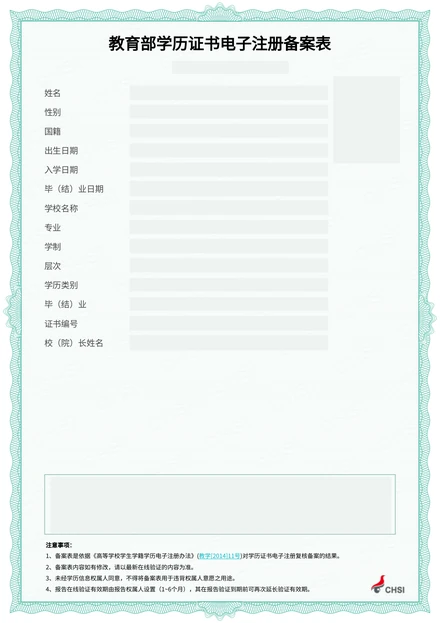 教育部学历证书电子注册备案表
姓名
性别
国籍
出生日期
入学日期
毕（结）业日期
学校名称
专业
学制
层次
学历类别
毕（结）业
证书编号
校（院）长姓名
注意事项：
1、备案表是依据《高等学校学生学籍学历电子注册办法》(教学[2014]11号)对学历证书电子注册复核备案的结果。
2、备案表内容如有修改，请以最新在线验证的内容为准。
3、未经学历信息权属人同意，不得将备案表用于违背权属人意愿之用途。
4、报告在线验证有效期由报告权属人设置（1-6个月），其在报告验证到期前可再次延长验证有效期。
CHSI